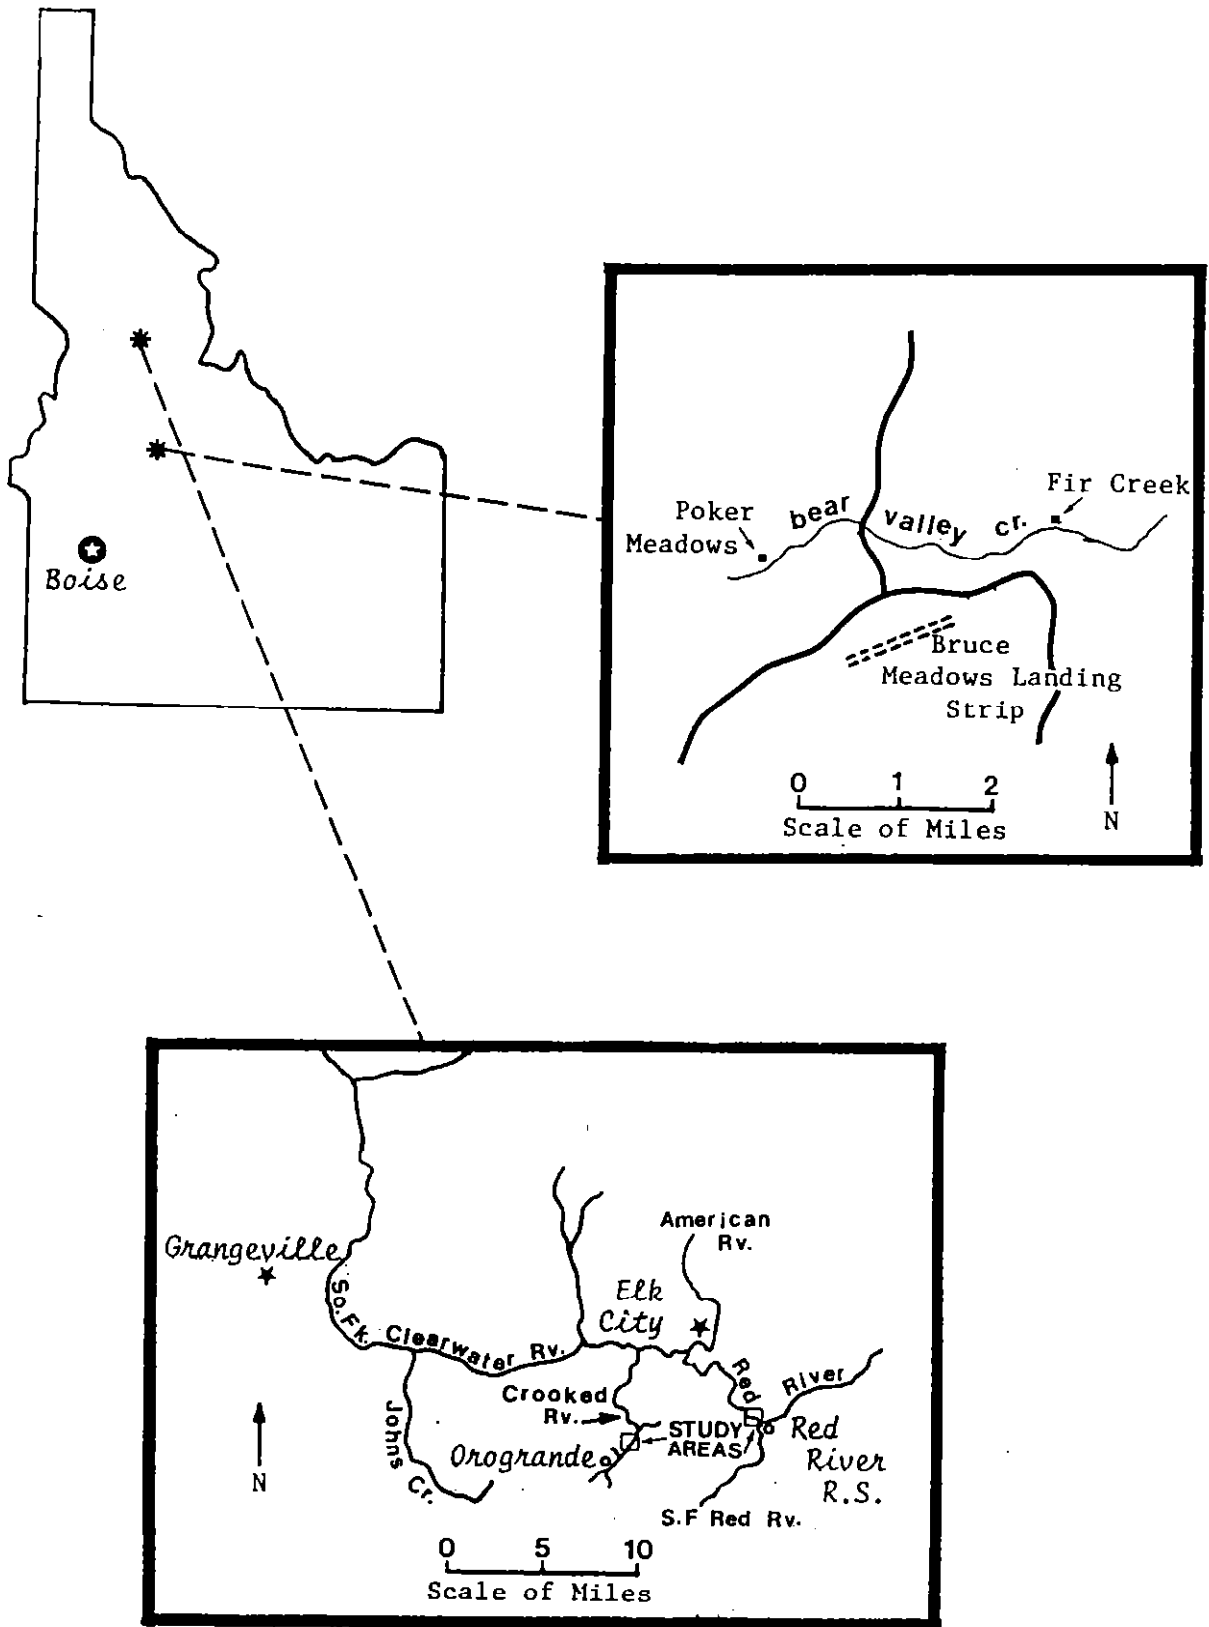 Boise
Fir Creek
Poker
Meadows
bear valley cr.
Bruce
Meadows Landing
Strip
0 1 2
Scale of Miles
N
American
Rv.
Grangeville
Elk
City
So. Fk. Clearwater Rv.
Red River
Crooked
Rv.
Johns Cr.
STUDY
AREAS
Orogrande
Red
River
R.S.
N
S.F Red Rv.
0 5 10
Scale of Miles